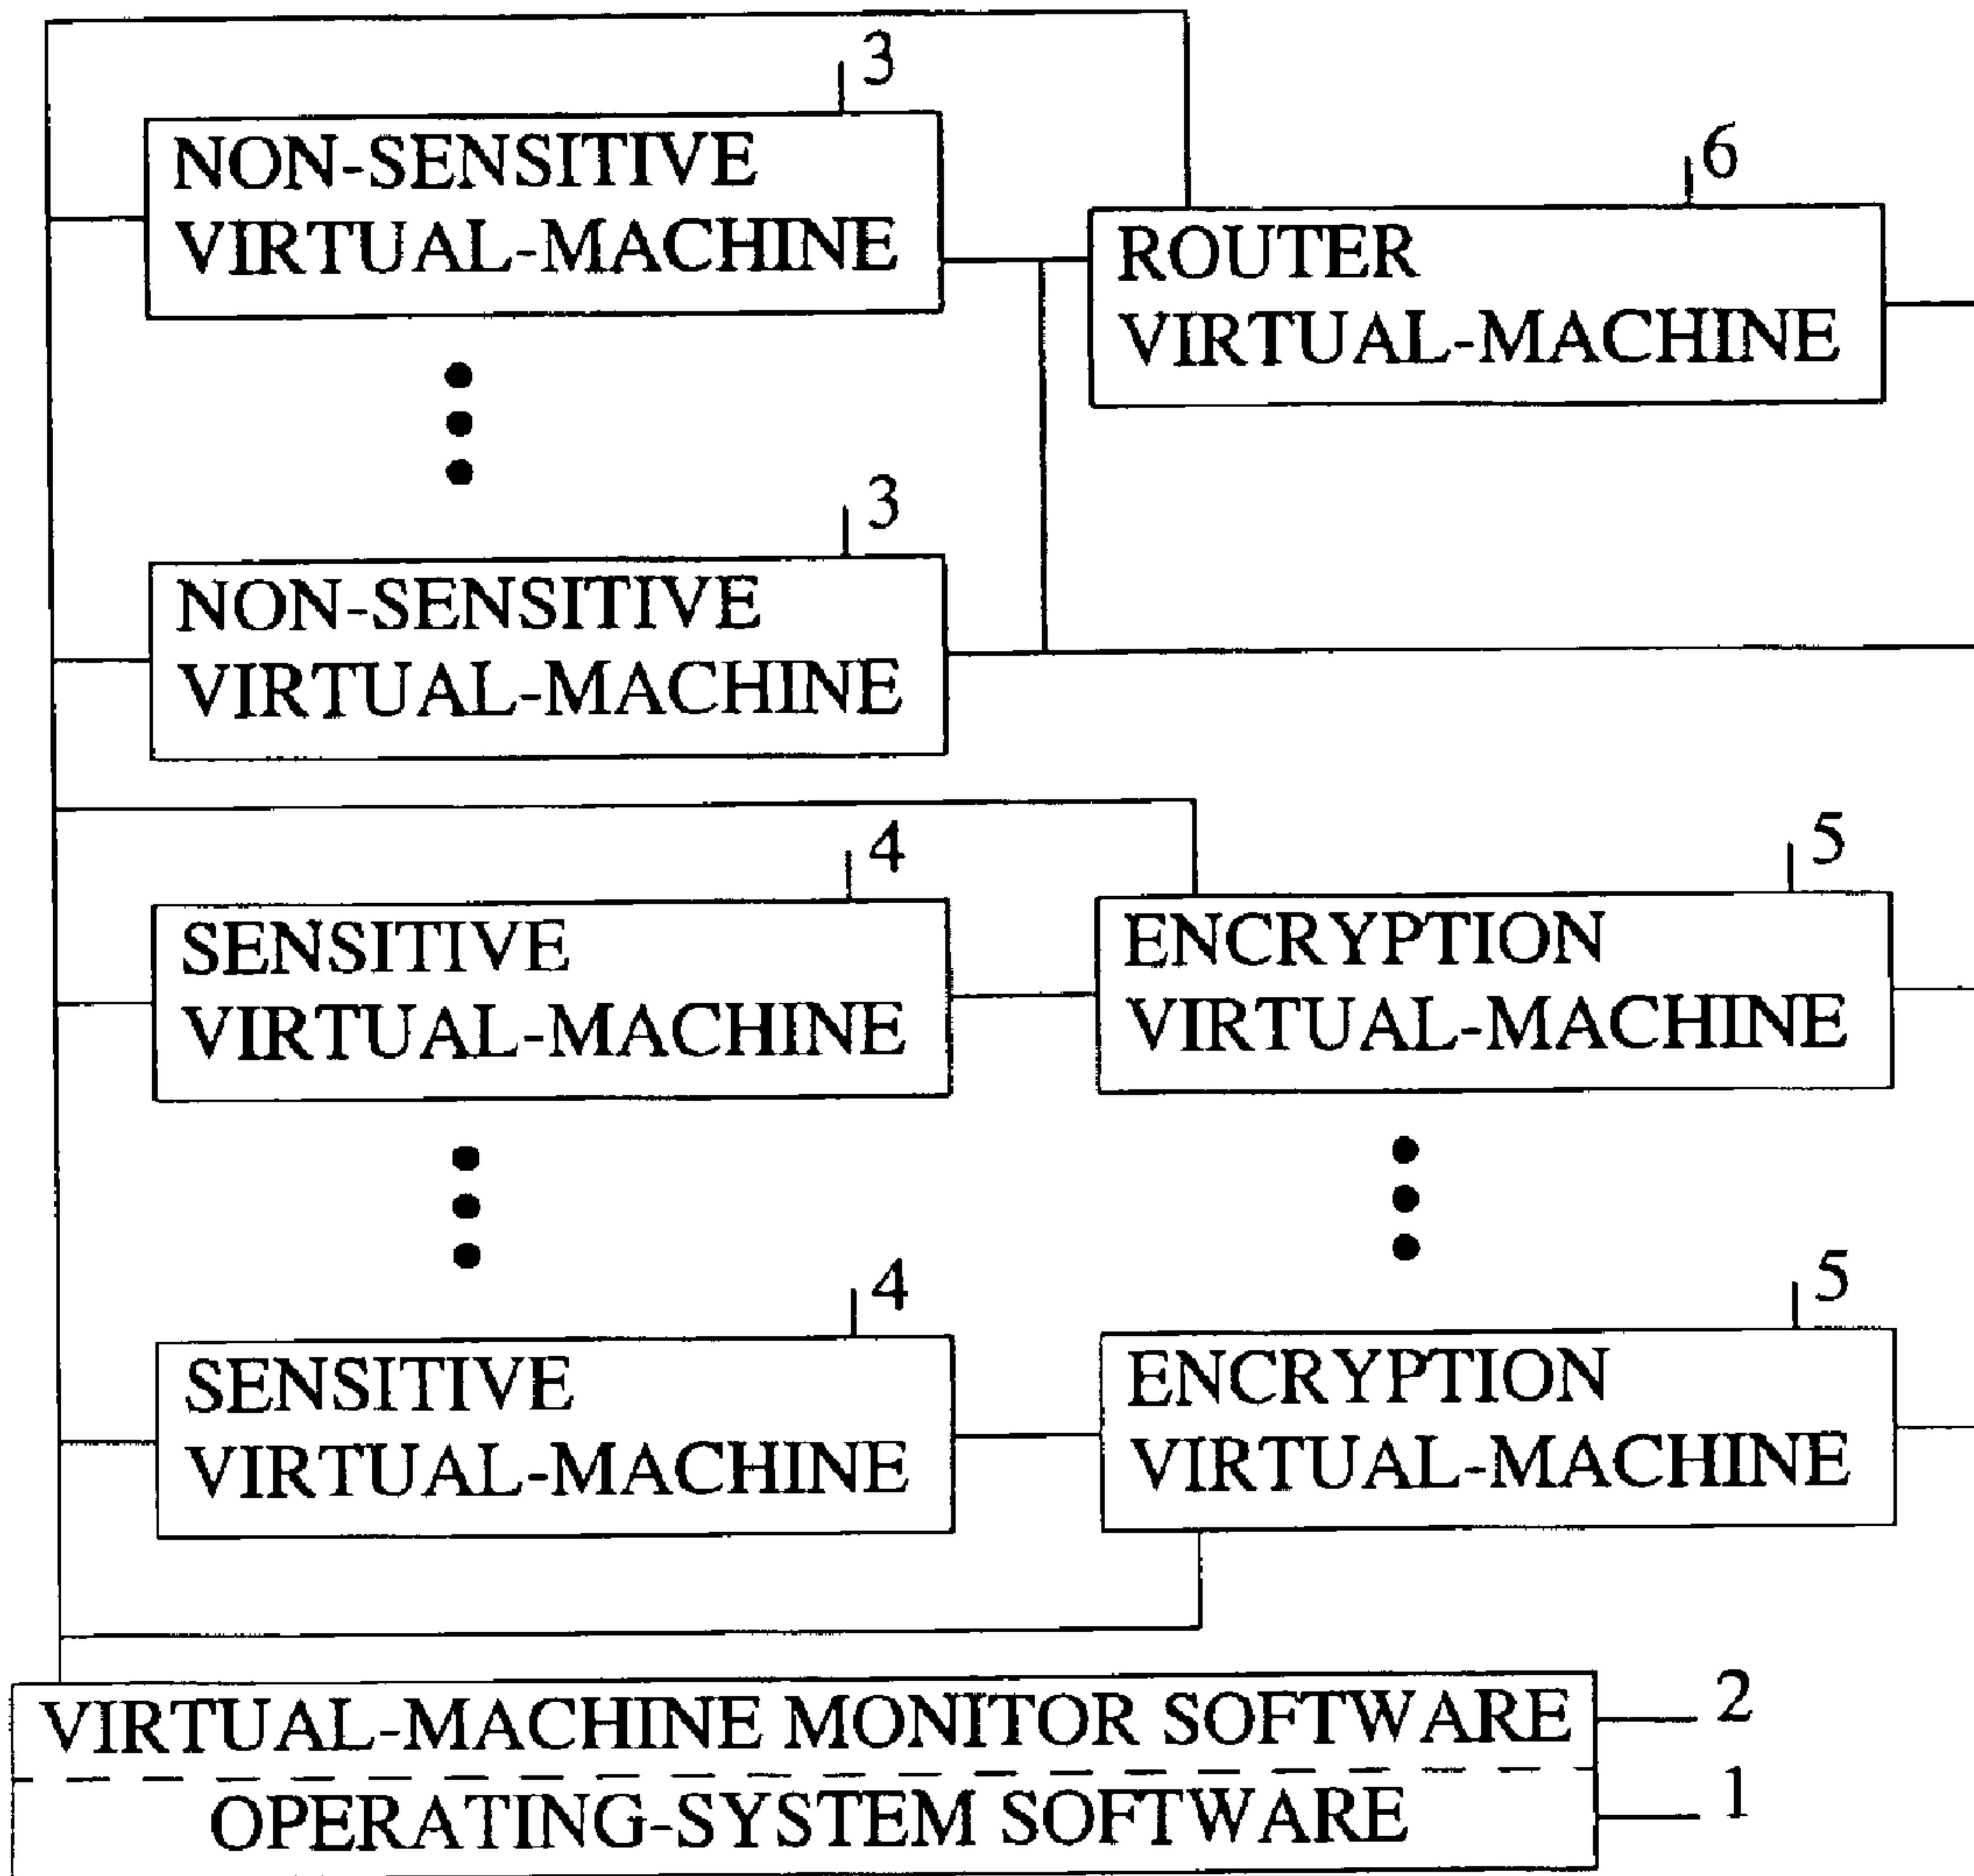 3
NON-SENSITIVE
VIRTUAL-MACHINE
6
ROUTER
VIRTUAL-MACHINE
3
NON-SENSITIVE
VIRTUAL-MACHINE
4
SENSITIVE
VIRTUAL-MACHINE
5
ENCRYPTION
VIRTUAL-MACHINE
4
SENSITIVE
VIRTUAL-MACHINE
5
ENCRYPTION
VIRTUAL-MACHINE
VIRTUAL-MACHINE MONITOR SOFTWARE
2
OPERATING-SYSTEM SOFTWARE
1